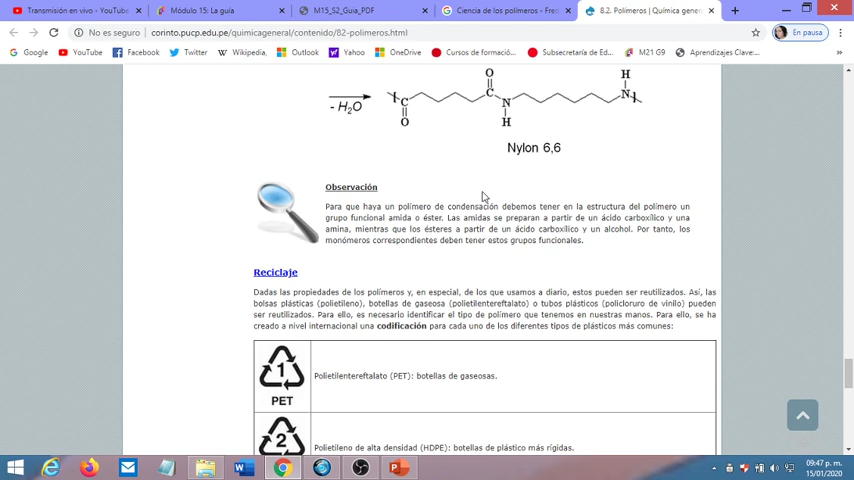 Transmisión en vivo - YouTube
Módulo 15: La guía
M15_S2_Guia_PDF
Ciencia de los polímeros - Fre
8.2. Polímeros | Química gener
No es seguro | corinto.pucp.edu.pe/quimicageneral/contenido/82-polimeros.html
En pausa
Google
YouTube
Facebook
Twitter
Wikipedia,
Outlook
Yahoo
OneDrive
Cursos de formació...
Subsecretaría de Ed...
M21 G9
Aprendizajes Clave:...
- H2O
C
O
O
C
N
H
H
N
Nylon 6,6
Observación
Para que haya un polímero de condensación debemos tener en la estructura del polímero un
grupo funcional amida o éster. Las amidas se preparan a partir de un ácido carboxílico y una
amina, mientras que los ésteres a partir de un ácido carboxílico y un alcohol. Por tanto, los
monómeros correspondientes deben tener estos grupos funcionales.
Reciclaje
Dadas las propiedades de los polímeros y, en especial, de los que usamos a diario, estos pueden ser reutilizados. Así, las
bolsas plásticas (polietileno), botellas de gaseosa (polietilentereftalato) o tubos plásticos (policloruro de vinilo) pueden
ser reutilizados. Para ello, es necesario identificar el tipo de polímero que tenemos en nuestras manos. Para ello, se ha
creado a nivel internacional una codificación para cada uno de los diferentes tipos de plásticos más comunes:
1
PET
Polietilentereftalato (PET): botellas de gaseosas.
2
Polietileno de alta densidad (HDPE): botellas de plástico más rígidas.
09:47 p. m.
15/01/2020